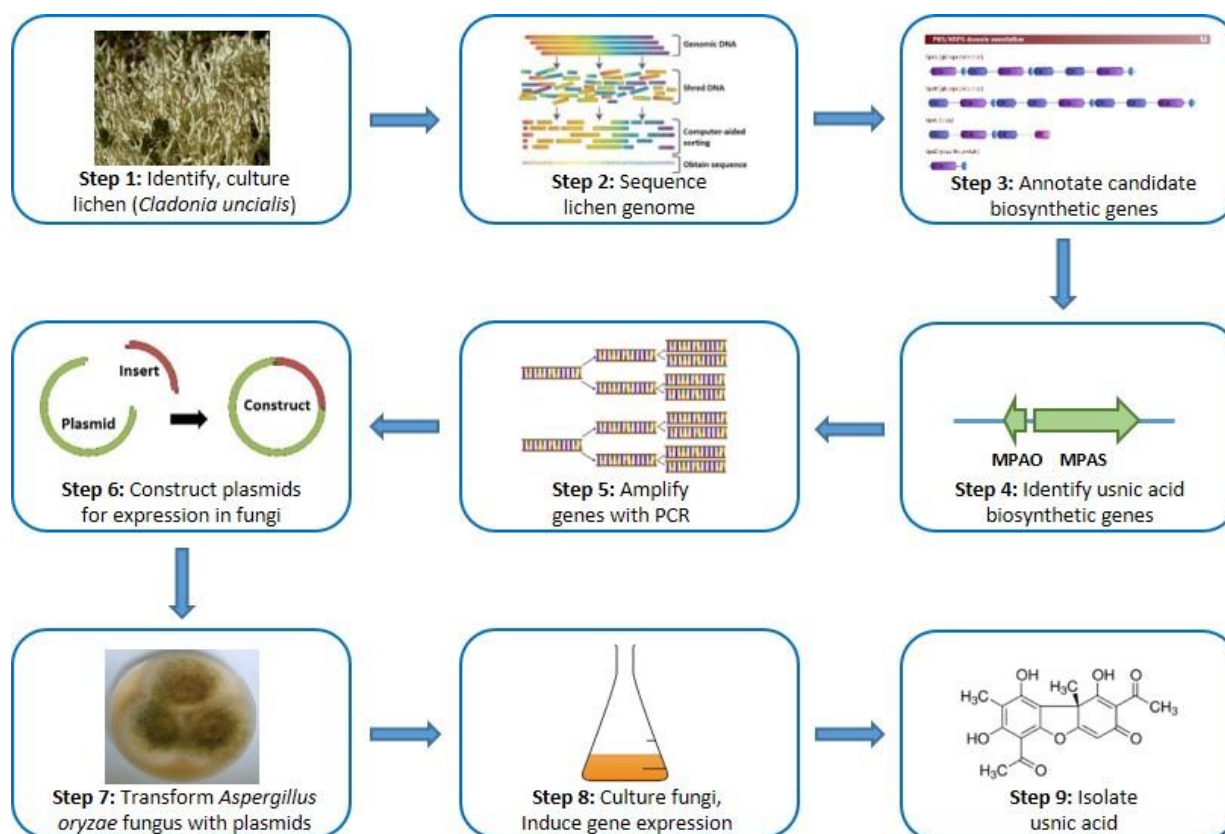 Genomic DNA
Shred DNA
Computer-aided
sorting
Obtain sequence
PKS/NRPS domain annotation
Step 1: Identify, culture
lichen (Cladonia uncialis)
Step 2: Sequence
lichen genome
Step 3: Annotate candidate
biosynthetic genes
Insert
Plasmid
Construct
MPAO MPAS
Step 6: Construct plasmids
for expression in fungi
Step 5: Amplify
genes with PCR
Step 4: Identify usnic acid
biosynthetic genes
OH
H₃C
OH
O
H₃C
CH₃
HO
O
O
H₃C
O
Step 7: Transform Aspergillus
oryzae fungus with plasmids
Step 8: Culture fungi,
Induce gene expression
Step 9: Isolate
usnic acid